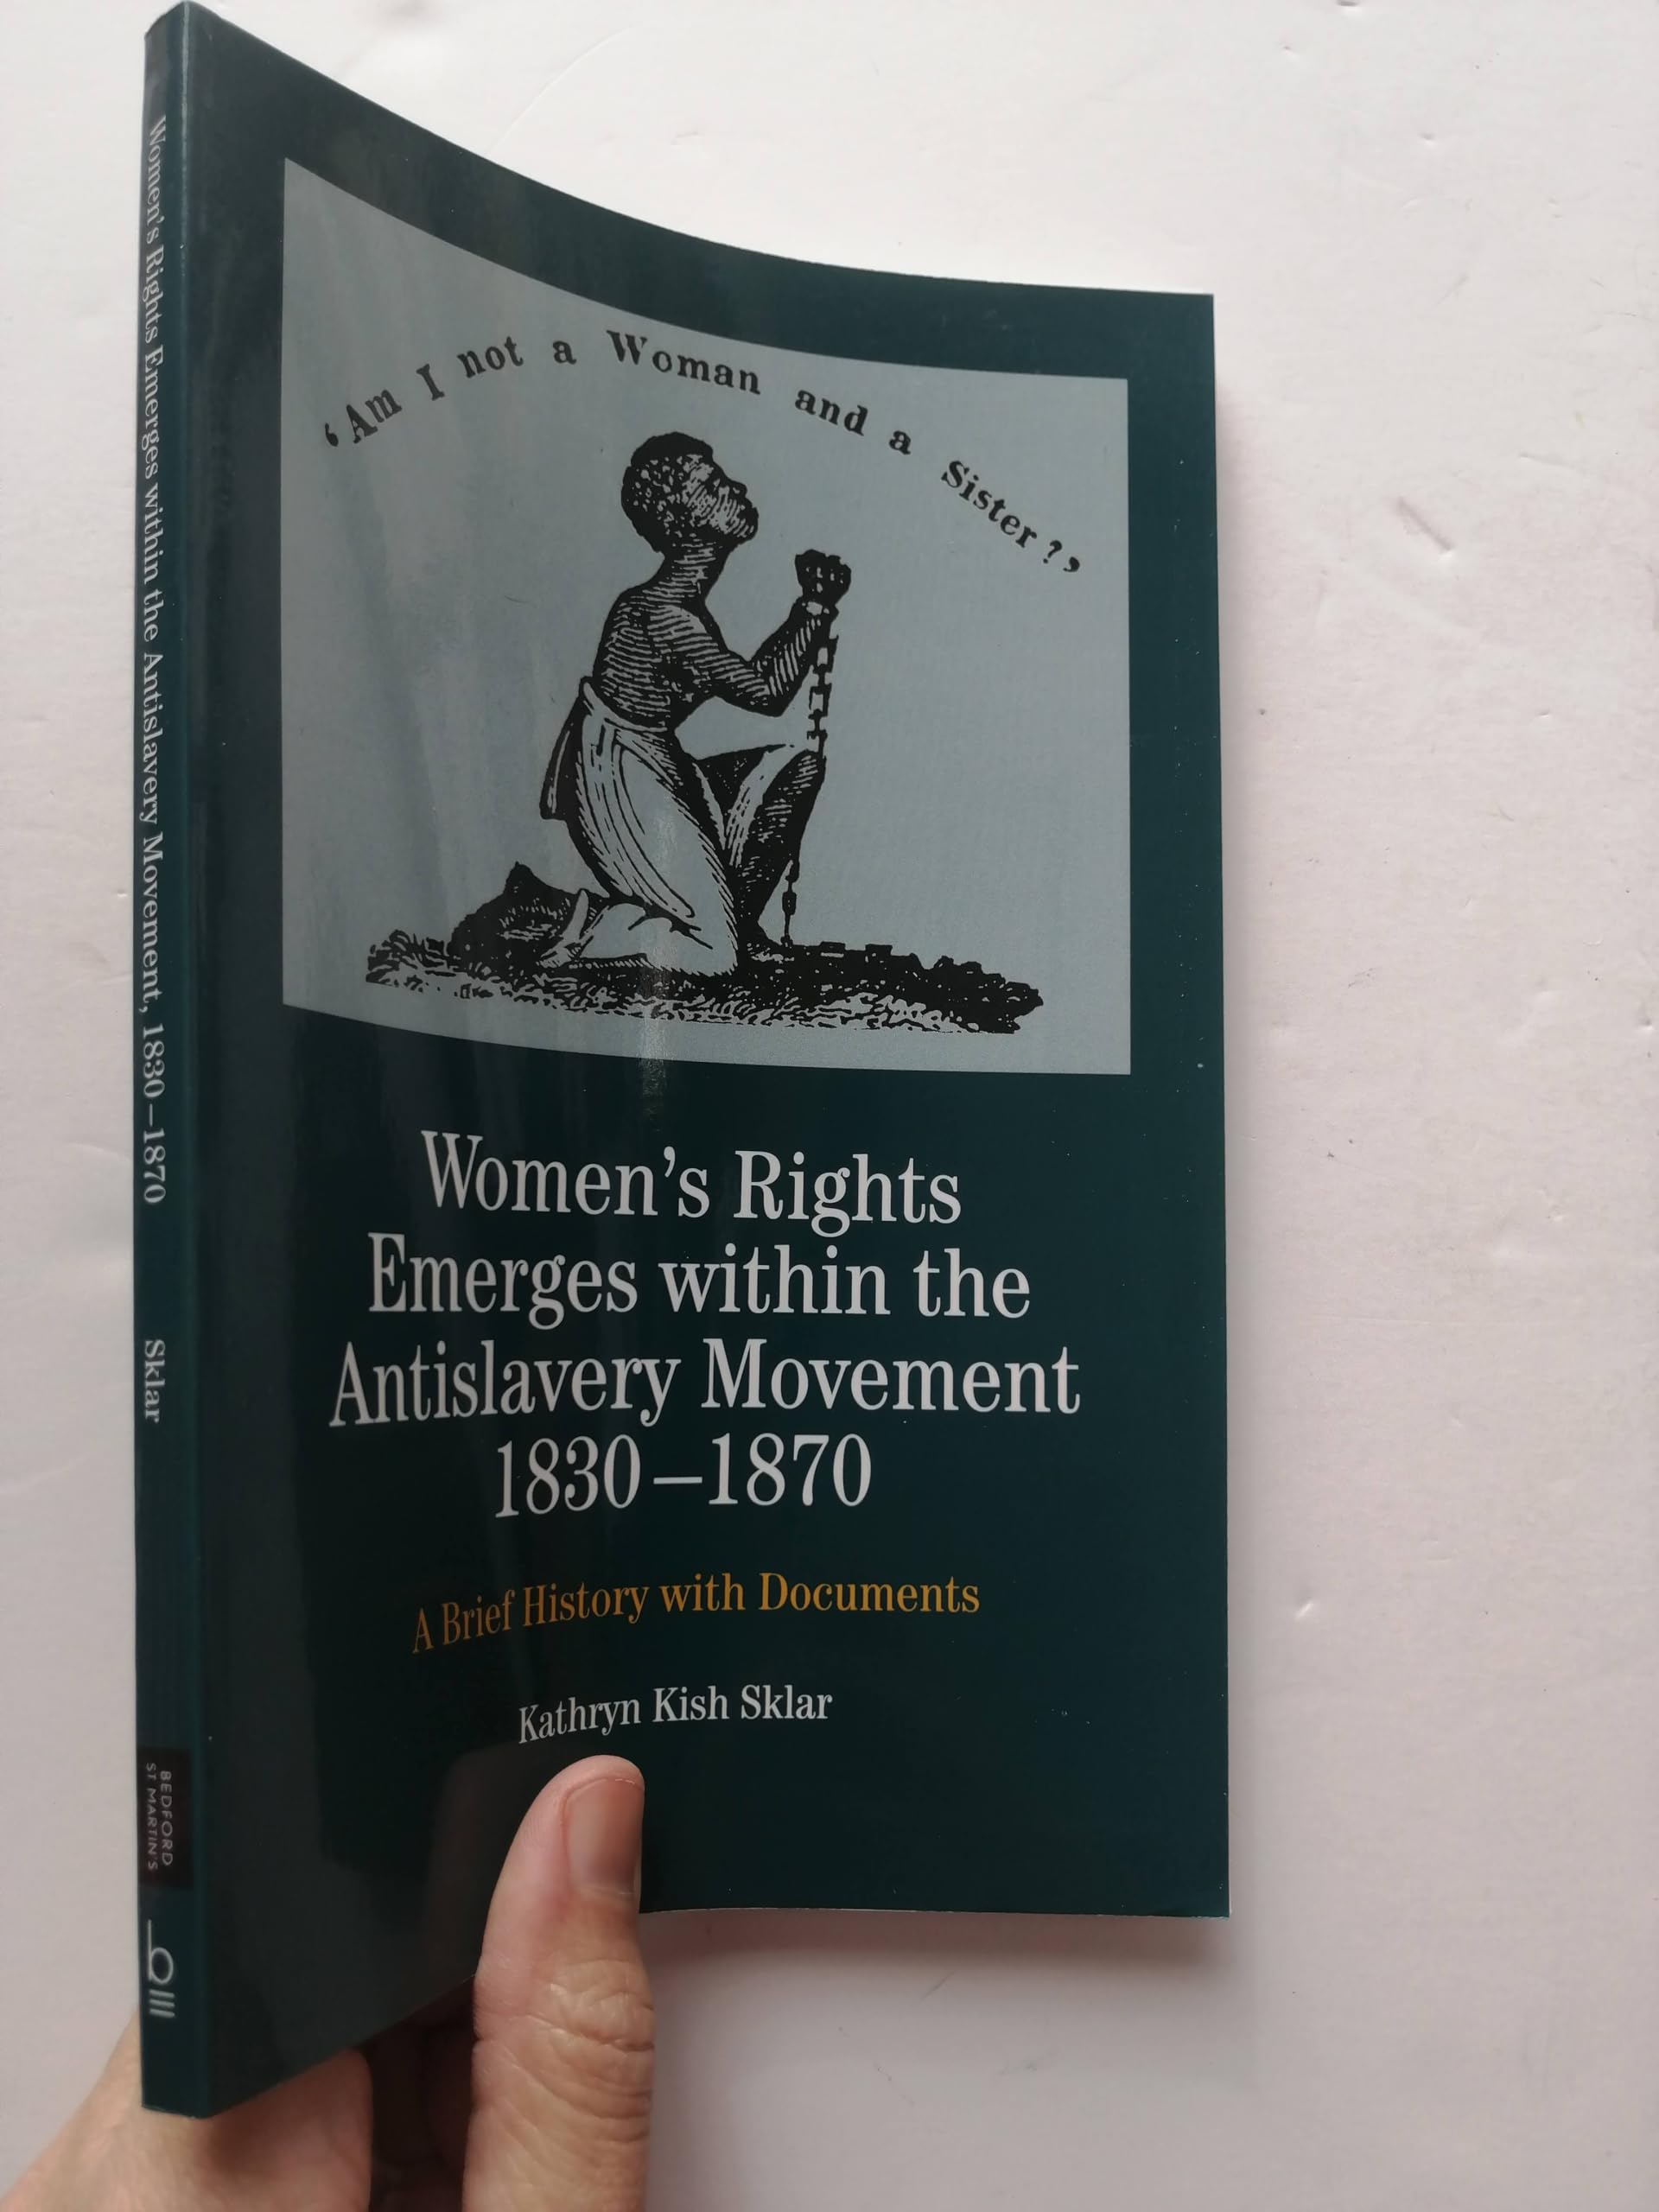 ‘Am I not a Woman and a Sister?’
Women's Rights
Emerges within the
Antislavery Movement
1830–1870
A Brief History with Documents
Kathryn Kish Sklar
Women's Rights Emerges within the Antislavery Movement, 1830–1870 Sklar
BEDFORD
ST MARTIN'S